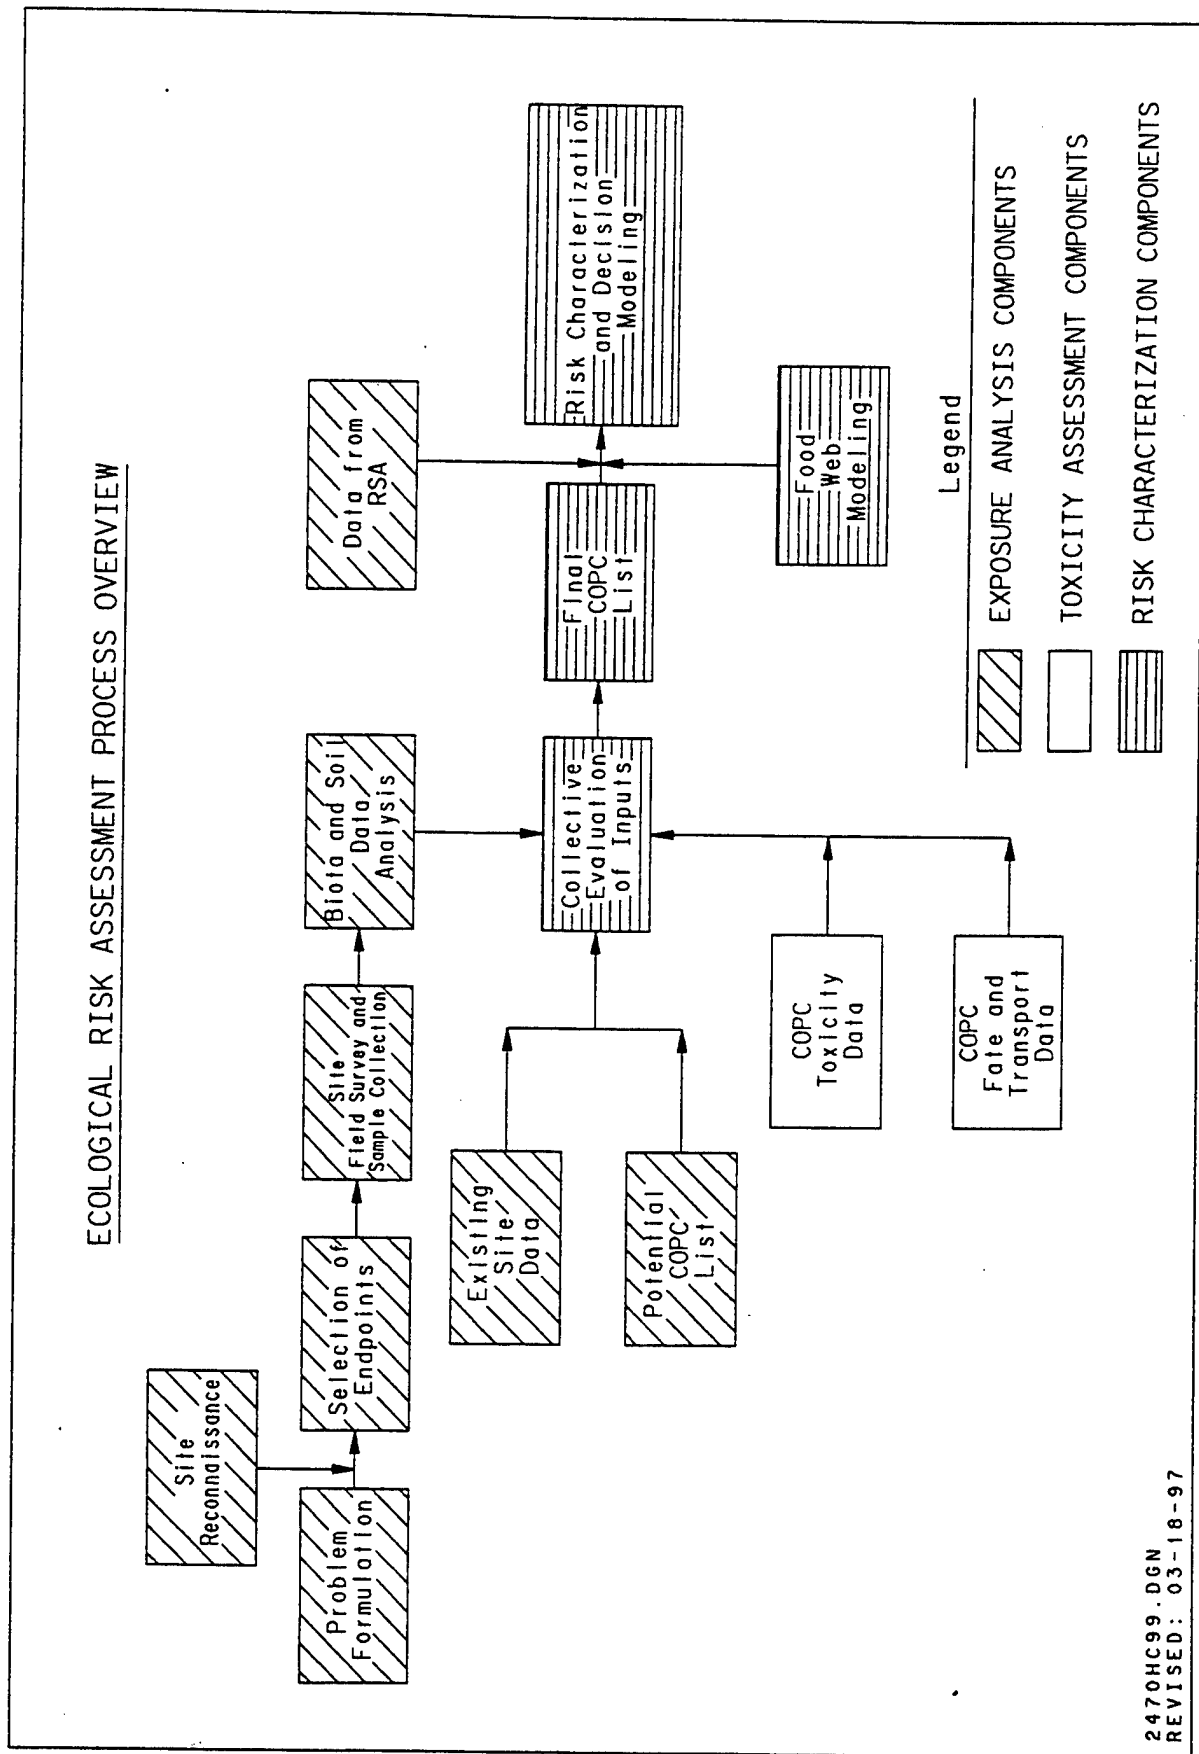 ECOLOGICAL RISK ASSESSMENT PROCESS OVERVIEW
Site
Reconnaissance
Problem
Formulation
Selection of
Endpoints
Site
Field Survey and
Sample Collection
Biota and Soil
Data
Analysis
Data from
RSA
Existing
Site
Data
Potential
COPC
List
Collective
Evaluation
of Inputs
Final
COPC
List
Risk Characterization
and Decision
Modeling
COPC
Toxicity
Data
COPC
Fate and
Transport
Data
Food
Web
Modeling
Legend
EXPOSURE ANALYSIS COMPONENTS
TOXICITY ASSESSMENT COMPONENTS
RISK CHARACTERIZATION COMPONENTS
2470HC99.DGN
REVISED: 03-18-97